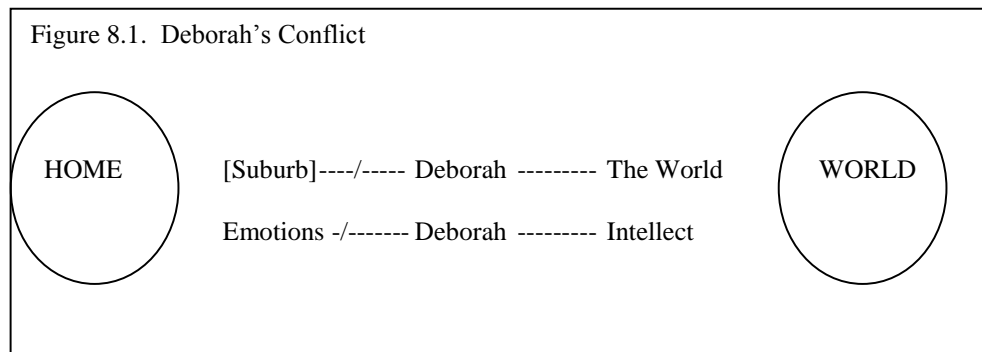 Figure 8.1.  Deborah’s Conflict
HOME [Suburb]----/----- Deborah --------- The World WORLD
Emotions -/------- Deborah --------- Intellect